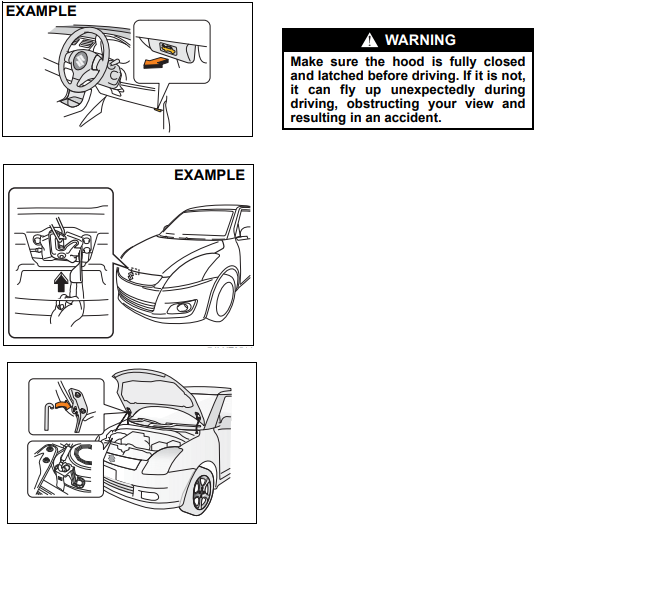 EXAMPLE
WARNING
Make sure the hood is fully closed
and latched before driving. If it is not,
it can fly up unexpectedly during
driving, obstructing your view and
resulting in an accident.
EXAMPLE